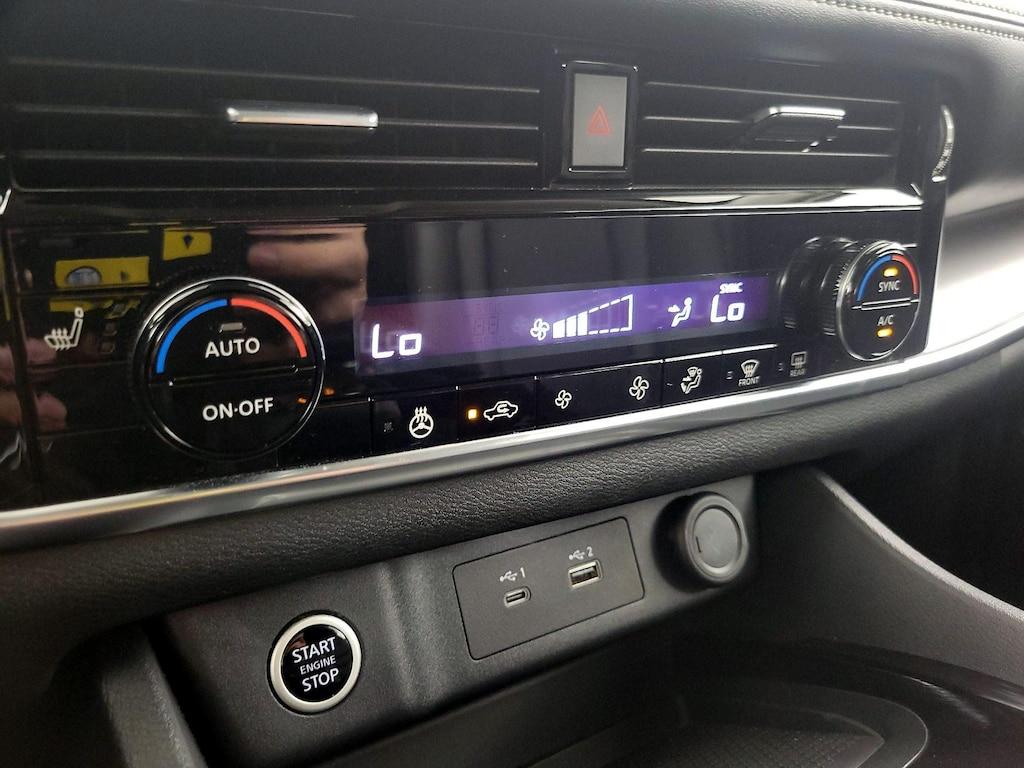 AUTO
ON·OFF
Lo
SYNC
Lo
SYNC
A/C
FRONT
REAR
1
2
START
ENGINE
STOP